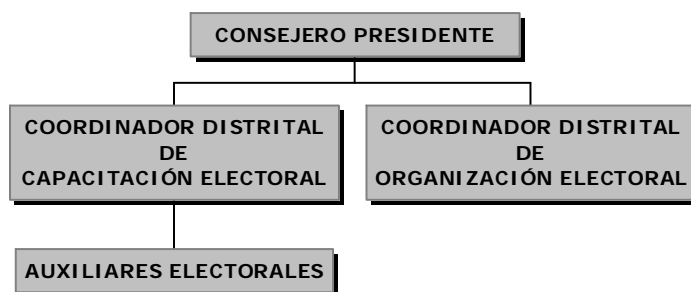 CONSEJERO PRESIDENTE
COORDINADOR DISTRITAL
DE
CAPACITACIÓN ELECTORAL
COORDINADOR DISTRITAL
DE
ORGANIZACIÓN ELECTORAL
AUXILIARES ELECTORALES